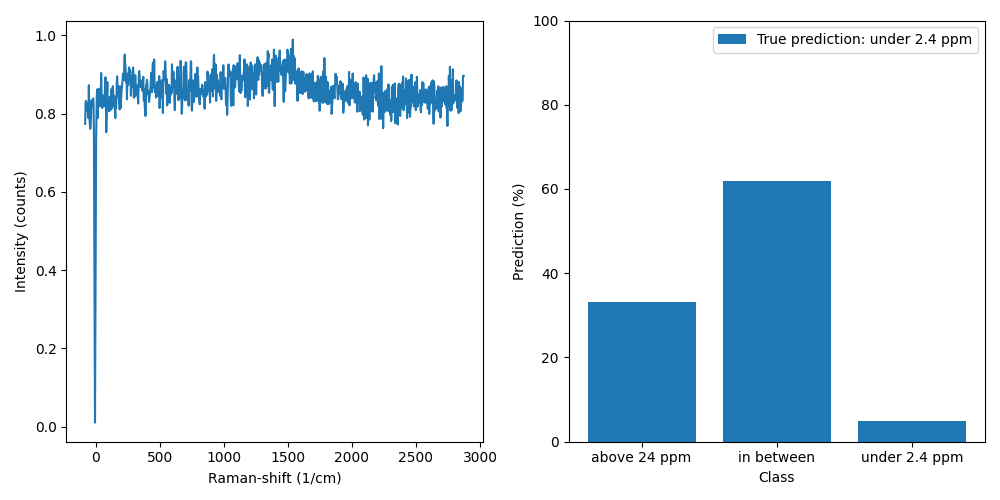 1.0
0.8
0.6
0.4
0.2
0.0
Intensity (counts)
0 500 1000 1500 2000 2500 3000
Raman-shift (1/cm)
100
80
60
40
20
0
Prediction (%)
True prediction: under 2.4 ppm
above 24 ppm in between under 2.4 ppm
Class